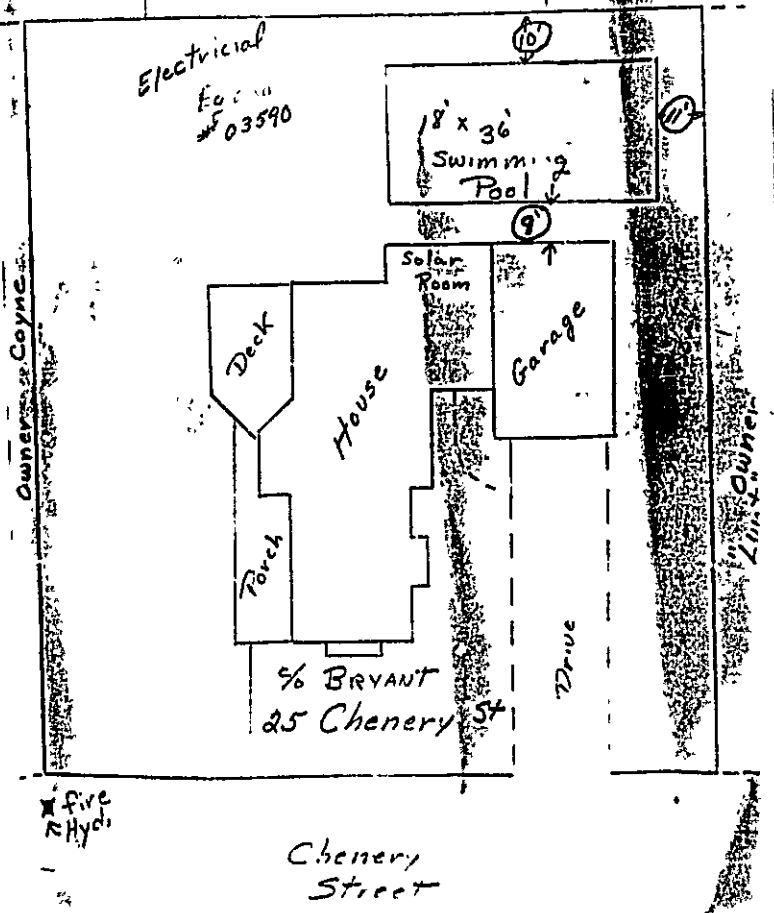 Electricial
# 03590
10'
11'
18' x 36'
Swimming
Pool
9'
Solar
Room
Garage
Deck
House
Porch
Drive
Owner Coyne
Owner
c/o BRYANT
25 Chenery St
fire
Hyd.
Chenery
Street